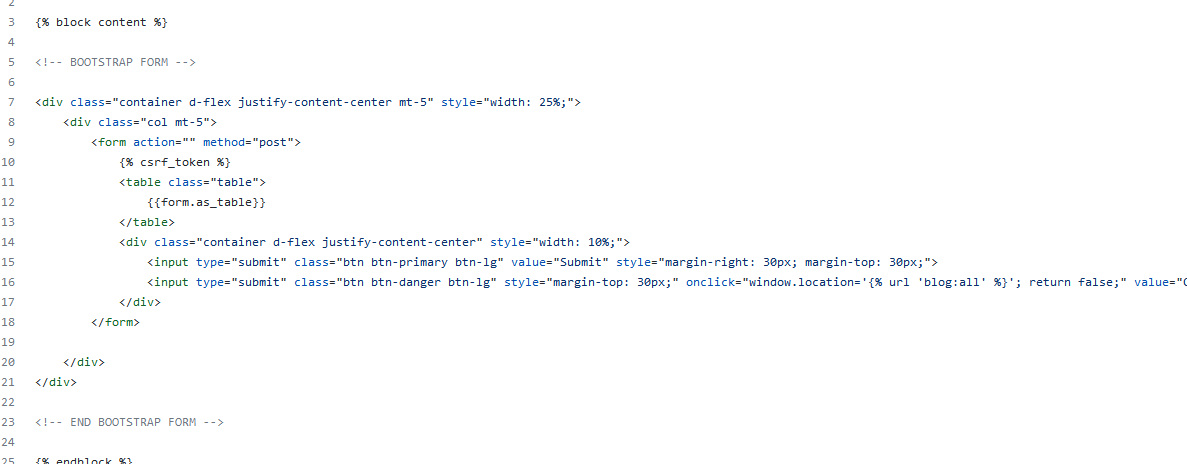 2
3 {% block content %}
4
5 <!-- BOOTSTRAP FORM -->
6
7 <div class="container d-flex justify-content-center mt-5" style="width: 25%;">
8 <div class="col mt-5">
9 <form action="" method="post">
10 {% csrf_token %}
11 <table class="table">
12 {{form.as_table}}
13 </table>
14 <div class="container d-flex justify-content-center" style="width: 10%;">
15 <input type="submit" class="btn btn-primary btn-lg" value="Submit" style="margin-right: 30px; margin-top: 30px;">
16 <input type="submit" class="btn btn-danger btn-lg" style="margin-top: 30px;" onclick="window.location='{% url 'blog:all' %}'; return false;" value="
17 </div>
18 </form>
19
20 </div>
21 </div>
22
23 <!-- END BOOTSTRAP FORM -->
24
25 {% endblock %}